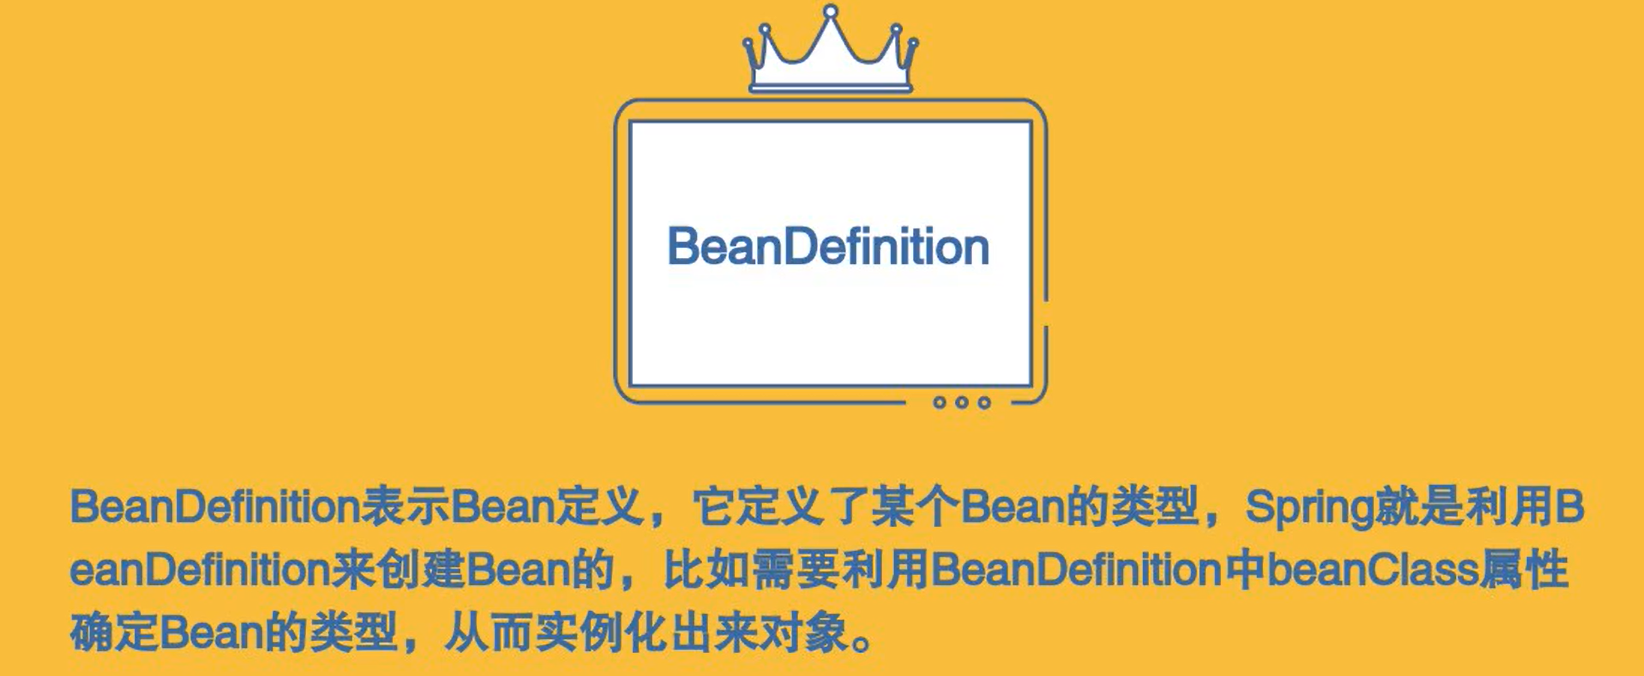 BeanDefinition
BeanDefinition表示Bean定义，它定义了某个Bean的类型，Spring就是利用B
eanDefinition来创建Bean的，比如需要利用BeanDefinition中beanClass属性
确定Bean的类型，从而实例化出来对象。